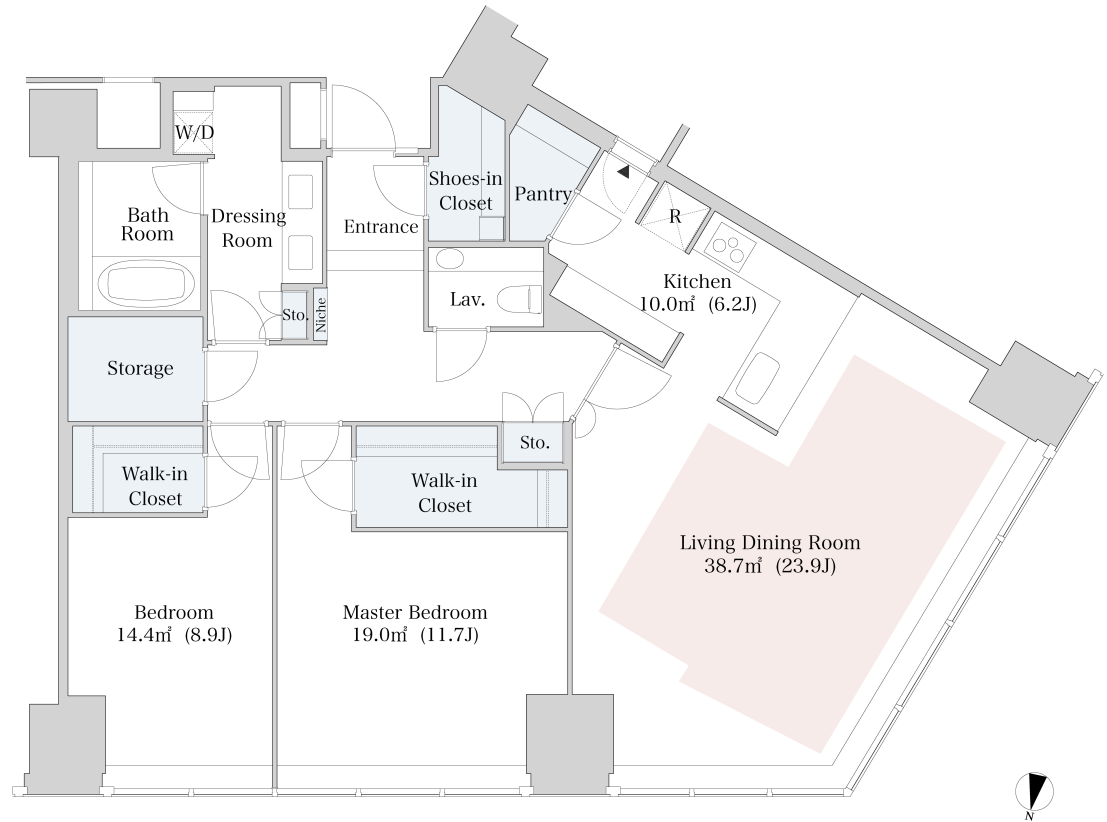 W/D
Shoes-in
Closet
Pantry
R
Bath
Room
Dressing
Room
Entrance
Kitchen
10.0㎡ (6.2J)
Lav.
Sto.
Niche
Storage
Sto.
Walk-in
Closet
Walk-in
Closet
Living Dining Room
38.7㎡ (23.9J)
Bedroom
14.4㎡ (8.9J)
Master Bedroom
19.0㎡ (11.7J)
N